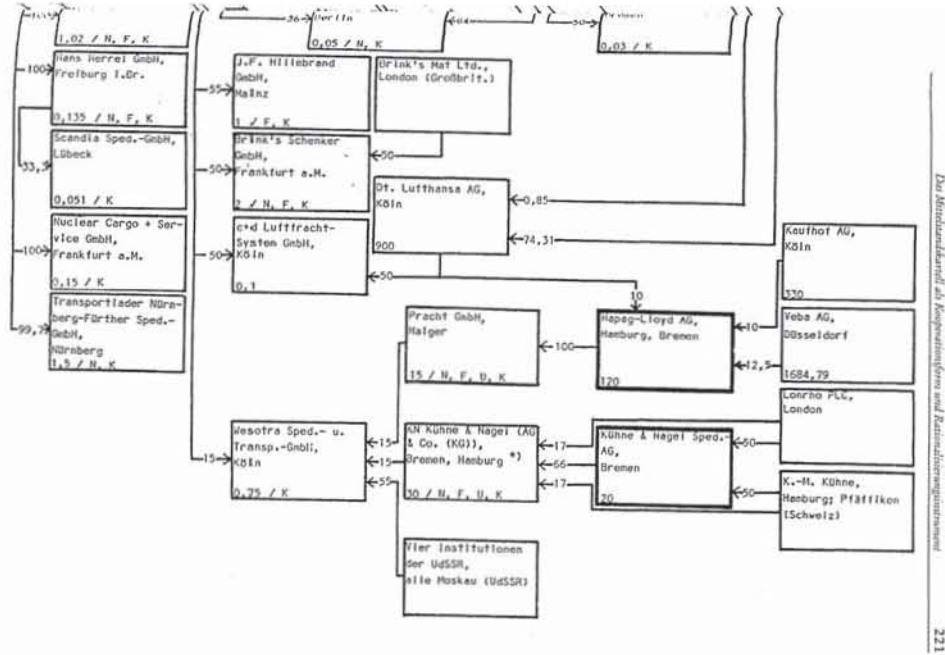 36
Berlin
0,05 / N, K
50
0,03 / K
1,02 / N, F, K
100
Freiburg i.Br.
0,135 / N, F, K
33,3
Scandia Sped.-GmbH,
Lübeck
0,051 / K
100
Nuclear Cargo + Ser-
vice GmbH,
Frankfurt a.M.
0,15 / K
99,7
Nürn-
berg-Fürther Sped.-
GmbH,
Nürnberg
1,5 / N, K
55
J.F. Hillebrand
GmbH,
Mainz
1 / F, K
Brink's Mat Ltd.,
London (Großbrit.)
50
Brink's Schenker
GmbH,
Frankfurt a.M.
2 / N, F, K
50
Dt. Lufthansa AG,
Köln
900
0,85
74,31
50
c+d Luftfracht-
System GmbH,
Köln
0,1
50
10
Kaufhof AG,
Köln
330
Pracht GmbH,
Haiger
15 / N, F, U, K
100
Hapag-Lloyd AG,
Hamburg, Bremen
120
10
12,5
Veba AG,
Düsseldorf
1684,79
Lonrho PLC,
London
15
Wesotra Sped.- u.
Transp.-GmbH,
Köln
0,75 / K
15
15
55
KN Kühne & Nagel (AG
& Co. (KG)),
Bremen, Hamburg *)
30 / N, F, U, K
17
66
17
Kühne & Nagel Sped.-
AG,
Bremen
20
50
50
K.-M. Kühne,
Hamburg; Pfäffikon
(Schweiz)
Vier Institutionen
der UdSSR,
alle Moskau (UdSSR)
Das Mittelstandskartell als Kooperationsform und Rationalisierungsinstrument
221